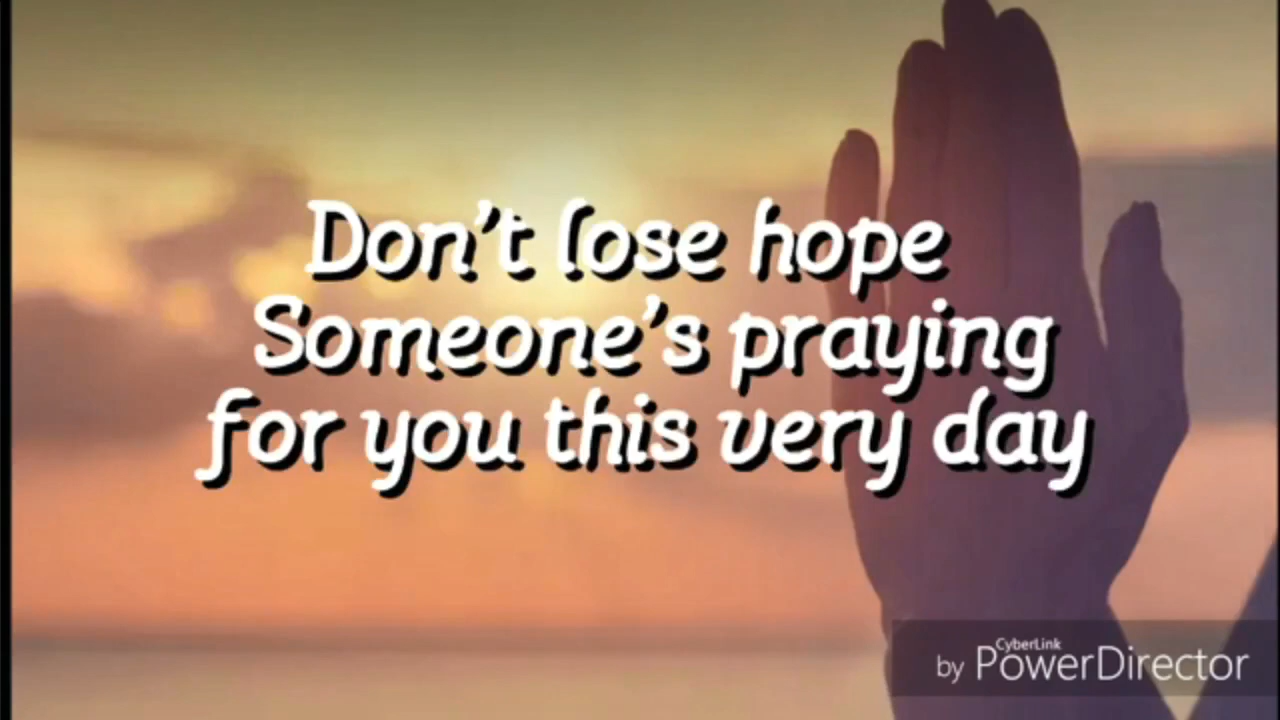 Don't lose hope
Someone's praying
for you this very day
CyberLink
by PowerDirector